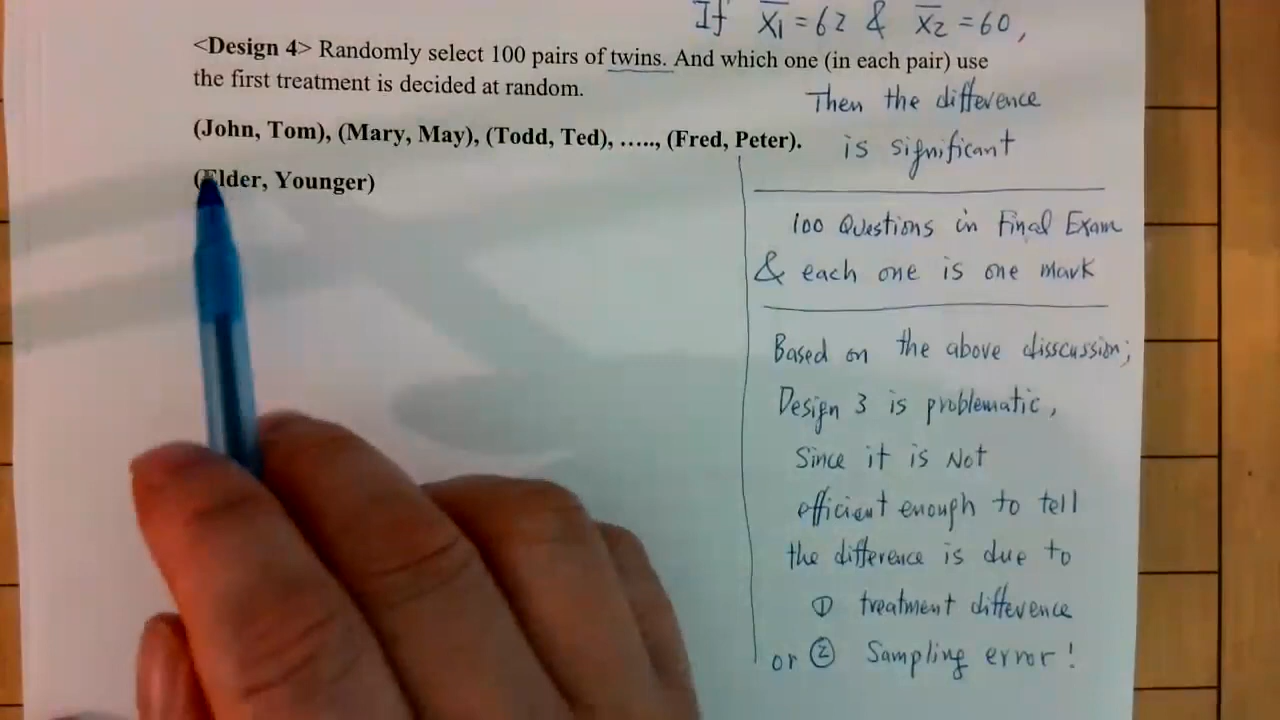 If X̄1 = 62 & X̄2 = 60,
<Design 4> Randomly select 100 pairs of twins. And which one (in each pair) use
the first treatment is decided at random.
Then the difference
is significant
(John, Tom), (Mary, May), (Todd, Ted), ….., (Fred, Peter).
(Elder, Younger)
100 Questions in Final Exam
& each one is one mark
Based on the above disscussion;
Design 3 is problematic,
Since it is Not
efficient enough to tell
the difference is due to
① treatment difference
or ② Sampling error!